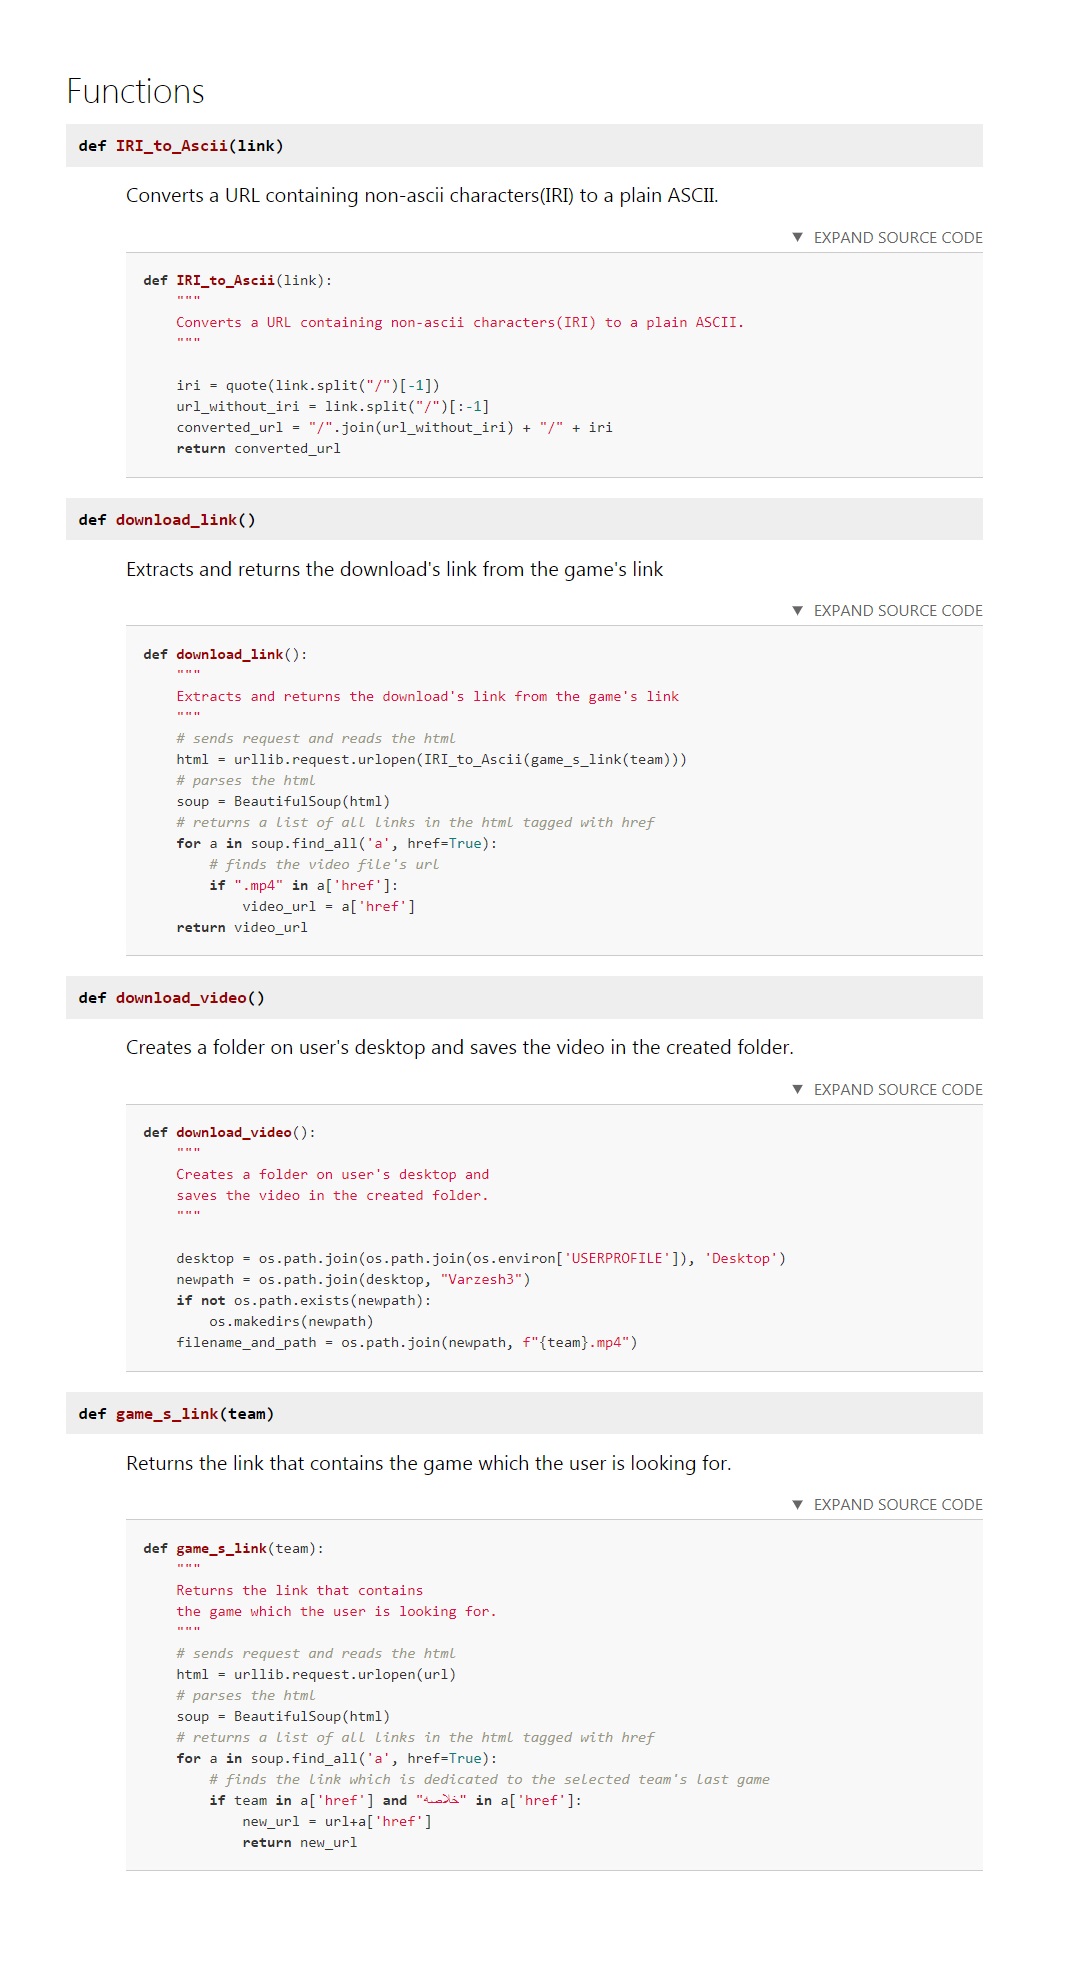 Functions
def IRI_to_Ascii(link)
Converts a URL containing non-ascii characters(IRI) to a plain ASCII.
▼ EXPAND SOURCE CODE
def IRI_to_Ascii(link):
    """
    Converts a URL containing non-ascii characters(IRI) to a plain ASCII.
    """
    iri = quote(link.split("/")[-1])
    url_without_iri = link.split("/")[:-1]
    converted_url = "/".join(url_without_iri) + "/" + iri
    return converted_url
def download_link()
Extracts and returns the download's link from the game's link
▼ EXPAND SOURCE CODE
def download_link():
    """
    Extracts and returns the download's link from the game's link
    """
    # sends request and reads the html
    html = urllib.request.urlopen(IRI_to_Ascii(game_s_link(team)))
    # parses the html
    soup = BeautifulSoup(html)
    # returns a list of all links in the html tagged with href
    for a in soup.find_all('a', href=True):
        # finds the video file's url
        if ".mp4" in a['href']:
            video_url = a['href']
    return video_url
def download_video()
Creates a folder on user's desktop and saves the video in the created folder.
▼ EXPAND SOURCE CODE
def download_video():
    """
    Creates a folder on user's desktop and
    saves the video in the created folder.
    """
    desktop = os.path.join(os.path.join(os.environ['USERPROFILE']), 'Desktop')
    newpath = os.path.join(desktop, "Varzesh3")
    if not os.path.exists(newpath):
        os.makedirs(newpath)
    filename_and_path = os.path.join(newpath, f"{team}.mp4")
def game_s_link(team)
Returns the link that contains the game which the user is looking for.
▼ EXPAND SOURCE CODE
def game_s_link(team):
    """
    Returns the link that contains
    the game which the user is looking for.
    """
    # sends request and reads the html
    html = urllib.request.urlopen(url)
    # parses the html
    soup = BeautifulSoup(html)
    # returns a list of all links in the html tagged with href
    for a in soup.find_all('a', href=True):
        # finds the link which is dedicated to the selected team's last game
        if team in a['href'] and "خلاصه" in a['href']:
            new_url = url+a['href']
            return new_url